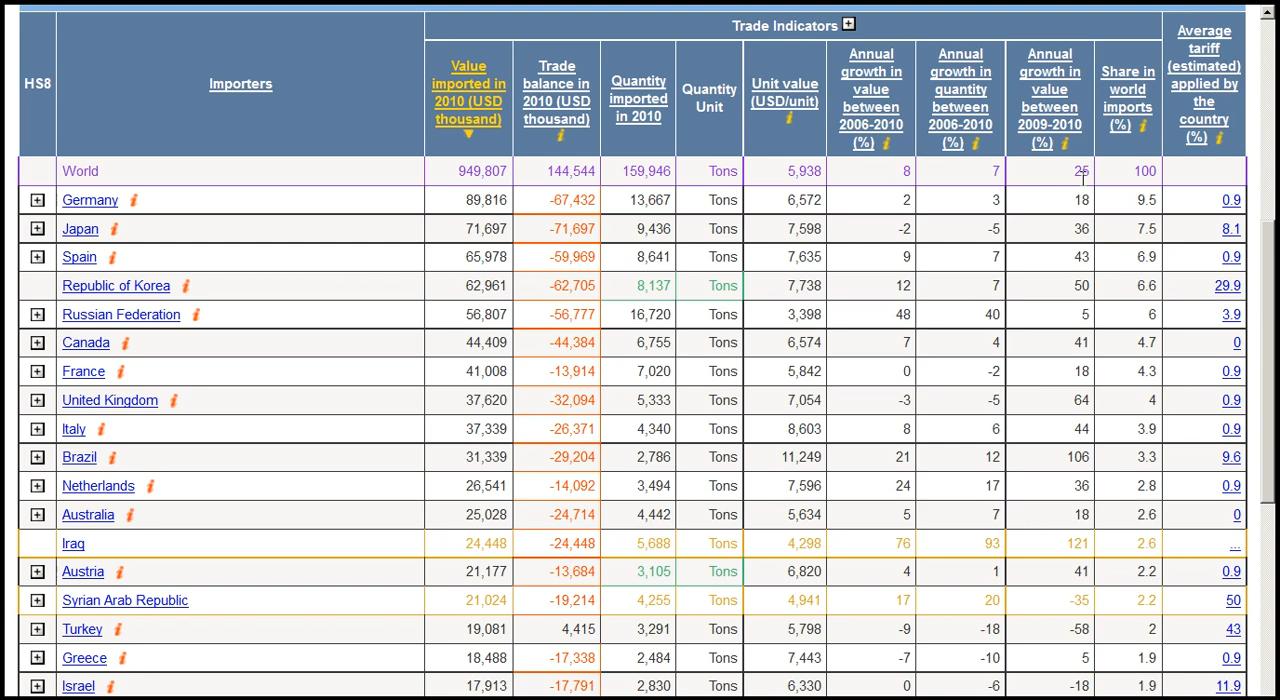 Trade Indicators +
HS8 Importers Value imported in 2010 (USD thousand) Trade balance in 2010 (USD thousand) i Quantity imported in 2010 Quantity Unit Unit value (USD/unit) i Annual growth in value between 2006-2010 (%) i Annual growth in quantity between 2006-2010 (%) i Annual growth in value between 2009-2010 (%) i Share in world imports (%) i Average tariff (estimated) applied by the country (%) i
World 949,807 144,544 159,946 Tons 5,938 8 7 25 100
+ Germany i 89,816 -67,432 13,667 Tons 6,572 2 3 18 9.5 0.9
+ Japan i 71,697 -71,697 9,436 Tons 7,598 -2 -5 36 7.5 8.1
+ Spain i 65,978 -59,969 8,641 Tons 7,635 9 7 43 6.9 0.9
Republic of Korea i 62,961 -62,705 8,137 Tons 7,738 12 7 50 6.6 29.9
+ Russian Federation i 56,807 -56,777 16,720 Tons 3,398 48 40 5 6 3.9
+ Canada i 44,409 -44,384 6,755 Tons 6,574 7 4 41 4.7 0
+ France i 41,008 -13,914 7,020 Tons 5,842 0 -2 18 4.3 0.9
+ United Kingdom i 37,620 -32,094 5,333 Tons 7,054 -3 -5 64 4 0.9
+ Italy i 37,339 -26,371 4,340 Tons 8,603 8 6 44 3.9 0.9
+ Brazil i 31,339 -29,204 2,786 Tons 11,249 21 12 106 3.3 9.6
+ Netherlands i 26,541 -14,092 3,494 Tons 7,596 24 17 36 2.8 0.9
+ Australia i 25,028 -24,714 4,442 Tons 5,634 5 7 18 2.6 0
Iraq 24,448 -24,448 5,688 Tons 4,298 76 93 121 2.6 ...
+ Austria i 21,177 -13,684 3,105 Tons 6,820 4 1 41 2.2 0.9
+ Syrian Arab Republic 21,024 -19,214 4,255 Tons 4,941 17 20 -35 2.2 50
+ Turkey i 19,081 4,415 3,291 Tons 5,798 -9 -18 -58 2 43
+ Greece i 18,488 -17,338 2,484 Tons 7,443 -7 -10 5 1.9 0.9
+ Israel i 17,913 -17,791 2,830 Tons 6,330 0 -6 -18 1.9 11.9